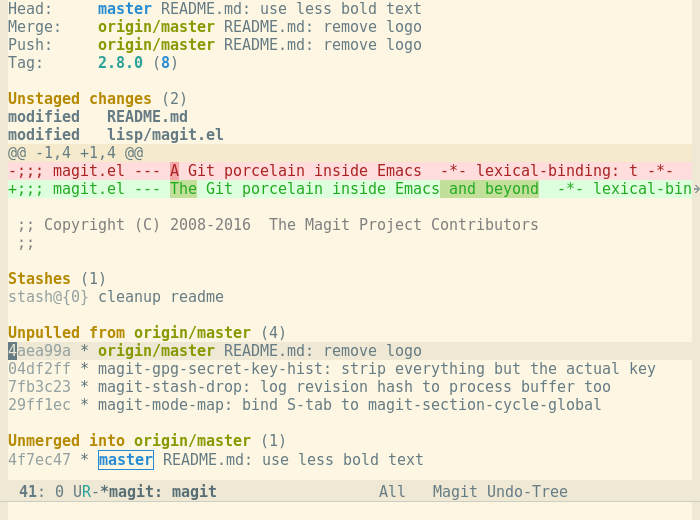 Head:     master README.md: use less bold text
Merge:    origin/master README.md: remove logo
Push:     origin/master README.md: remove logo
Tag:      2.8.0 (8)
Unstaged changes (2)
modified   README.md
modified   lisp/magit.el
@@ -1,4 +1,4 @@
-;;; magit.el --- A Git porcelain inside Emacs  -*- lexical-binding: t -*-
+;;; magit.el --- The Git porcelain inside Emacs and beyond  -*- lexical-bin
 ;; Copyright (C) 2008-2016  The Magit Project Contributors
 ;;
Stashes (1)
stash@{0} cleanup readme
Unpulled from origin/master (4)
4aea99a * origin/master README.md: remove logo
04df2ff * magit-gpg-secret-key-hist: strip everything but the actual key
7fb3c23 * magit-stash-drop: log revision hash to process buffer too
29ff1ec * magit-mode-map: bind S-tab to magit-section-cycle-global
Unmerged into origin/master (1)
4f7ec47 * master README.md: use less bold text
41: 0 UR-*magit: magit                  All   Magit Undo-Tree